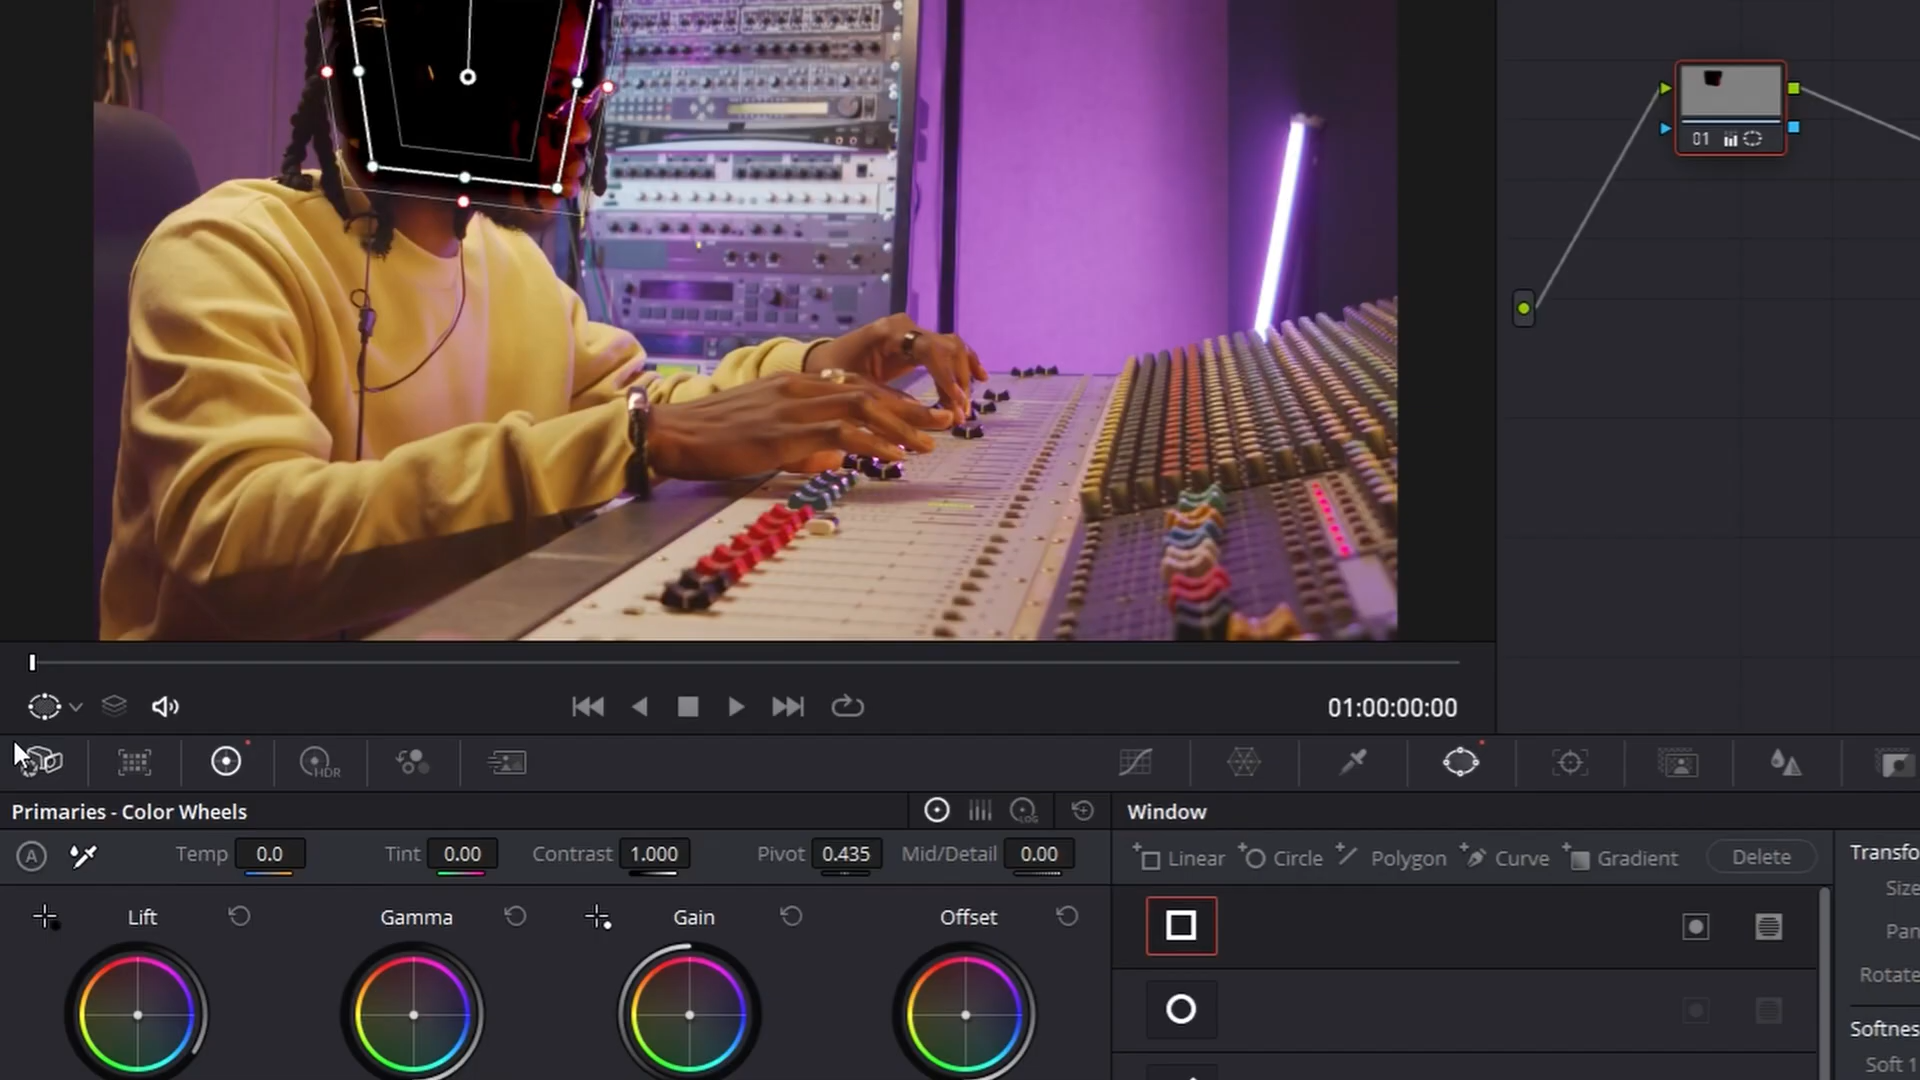 01
01:00:00:00
HDR
Primaries - Color Wheels
LOG
Window
A
Temp 0.0 Tint 0.00 Contrast 1.000 Pivot 0.435 Mid/Detail 0.00
Linear Circle Polygon Curve Gradient Delete
Transfo
Size
Lift Gamma Gain Offset
Pan
Rotate
Softnes
Soft 1